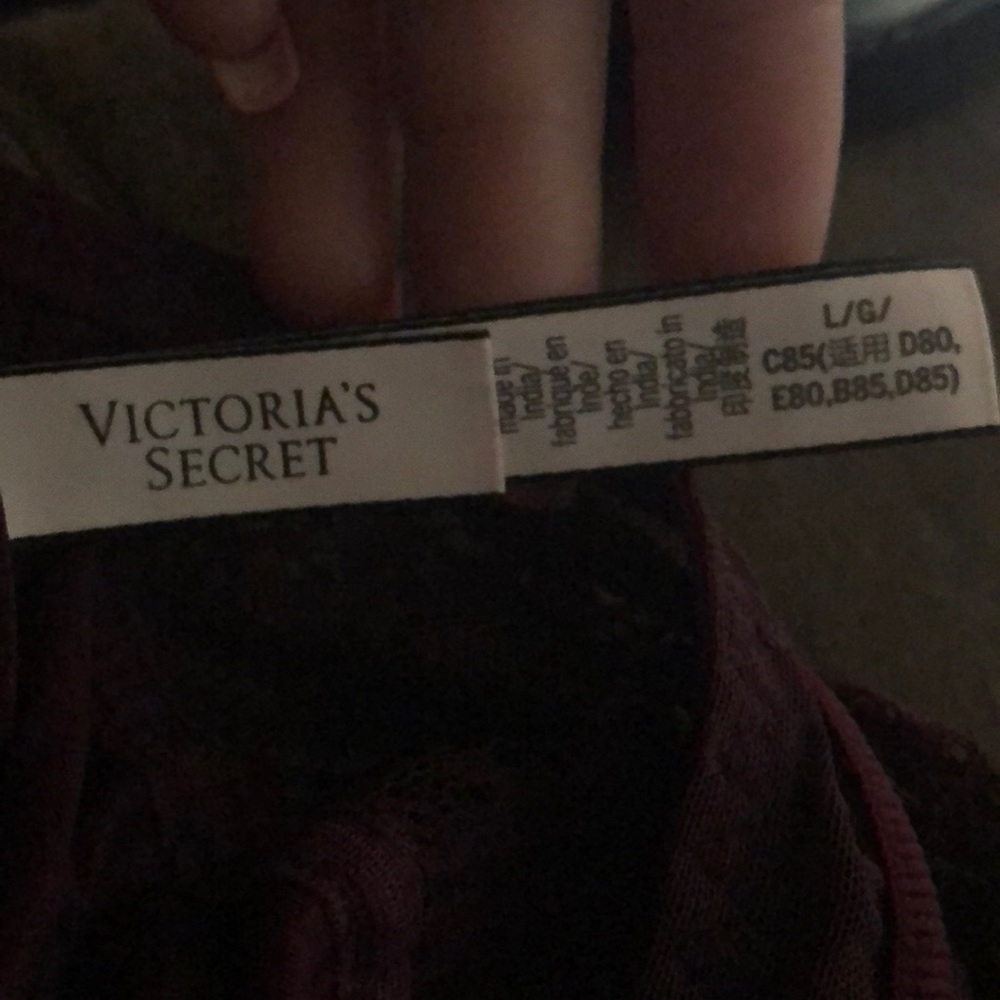 VICTORIA'S
SECRET
made in
India/
fabriqué en
Inde/
hecho en
India/
fabbricato in
India/
印度制造
L/G/
C85(适用 D80,
E80,B85,D85)